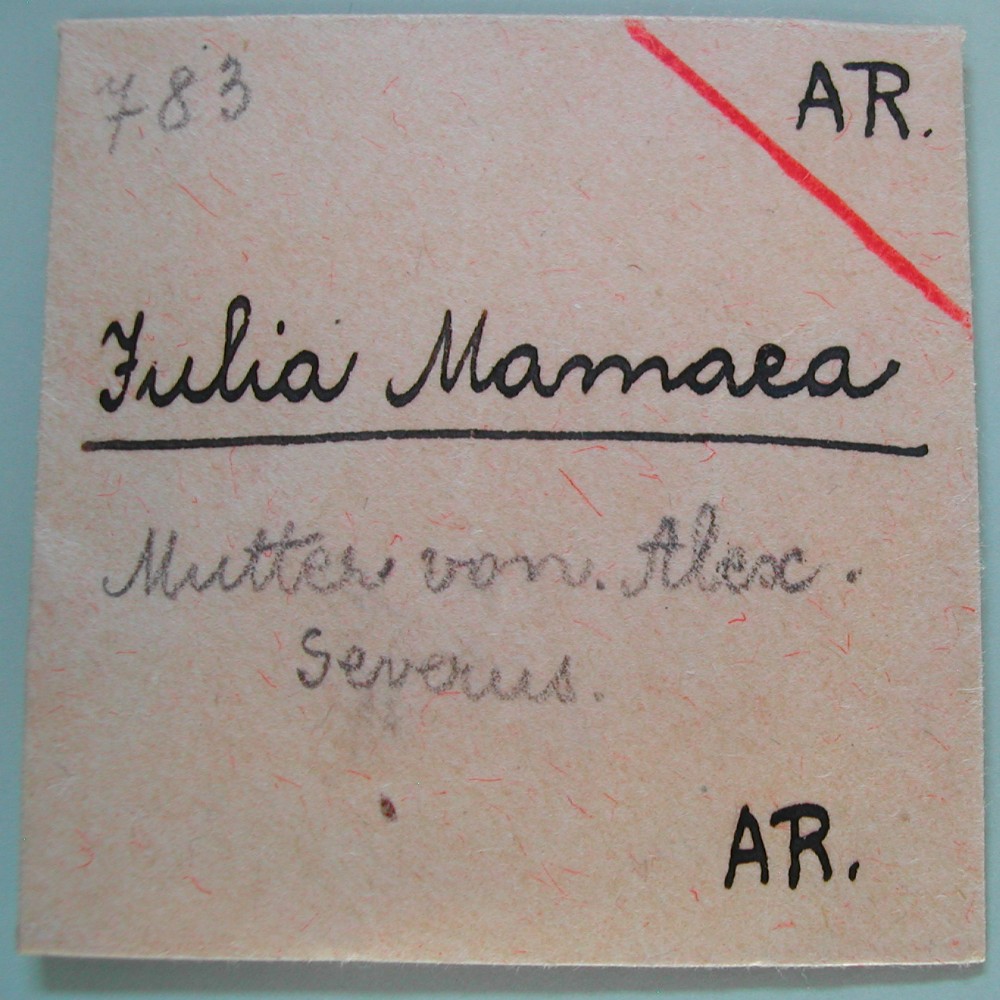 783 AR.
Julia Mamaea
Mutter von. Alex.
Severus.
AR.